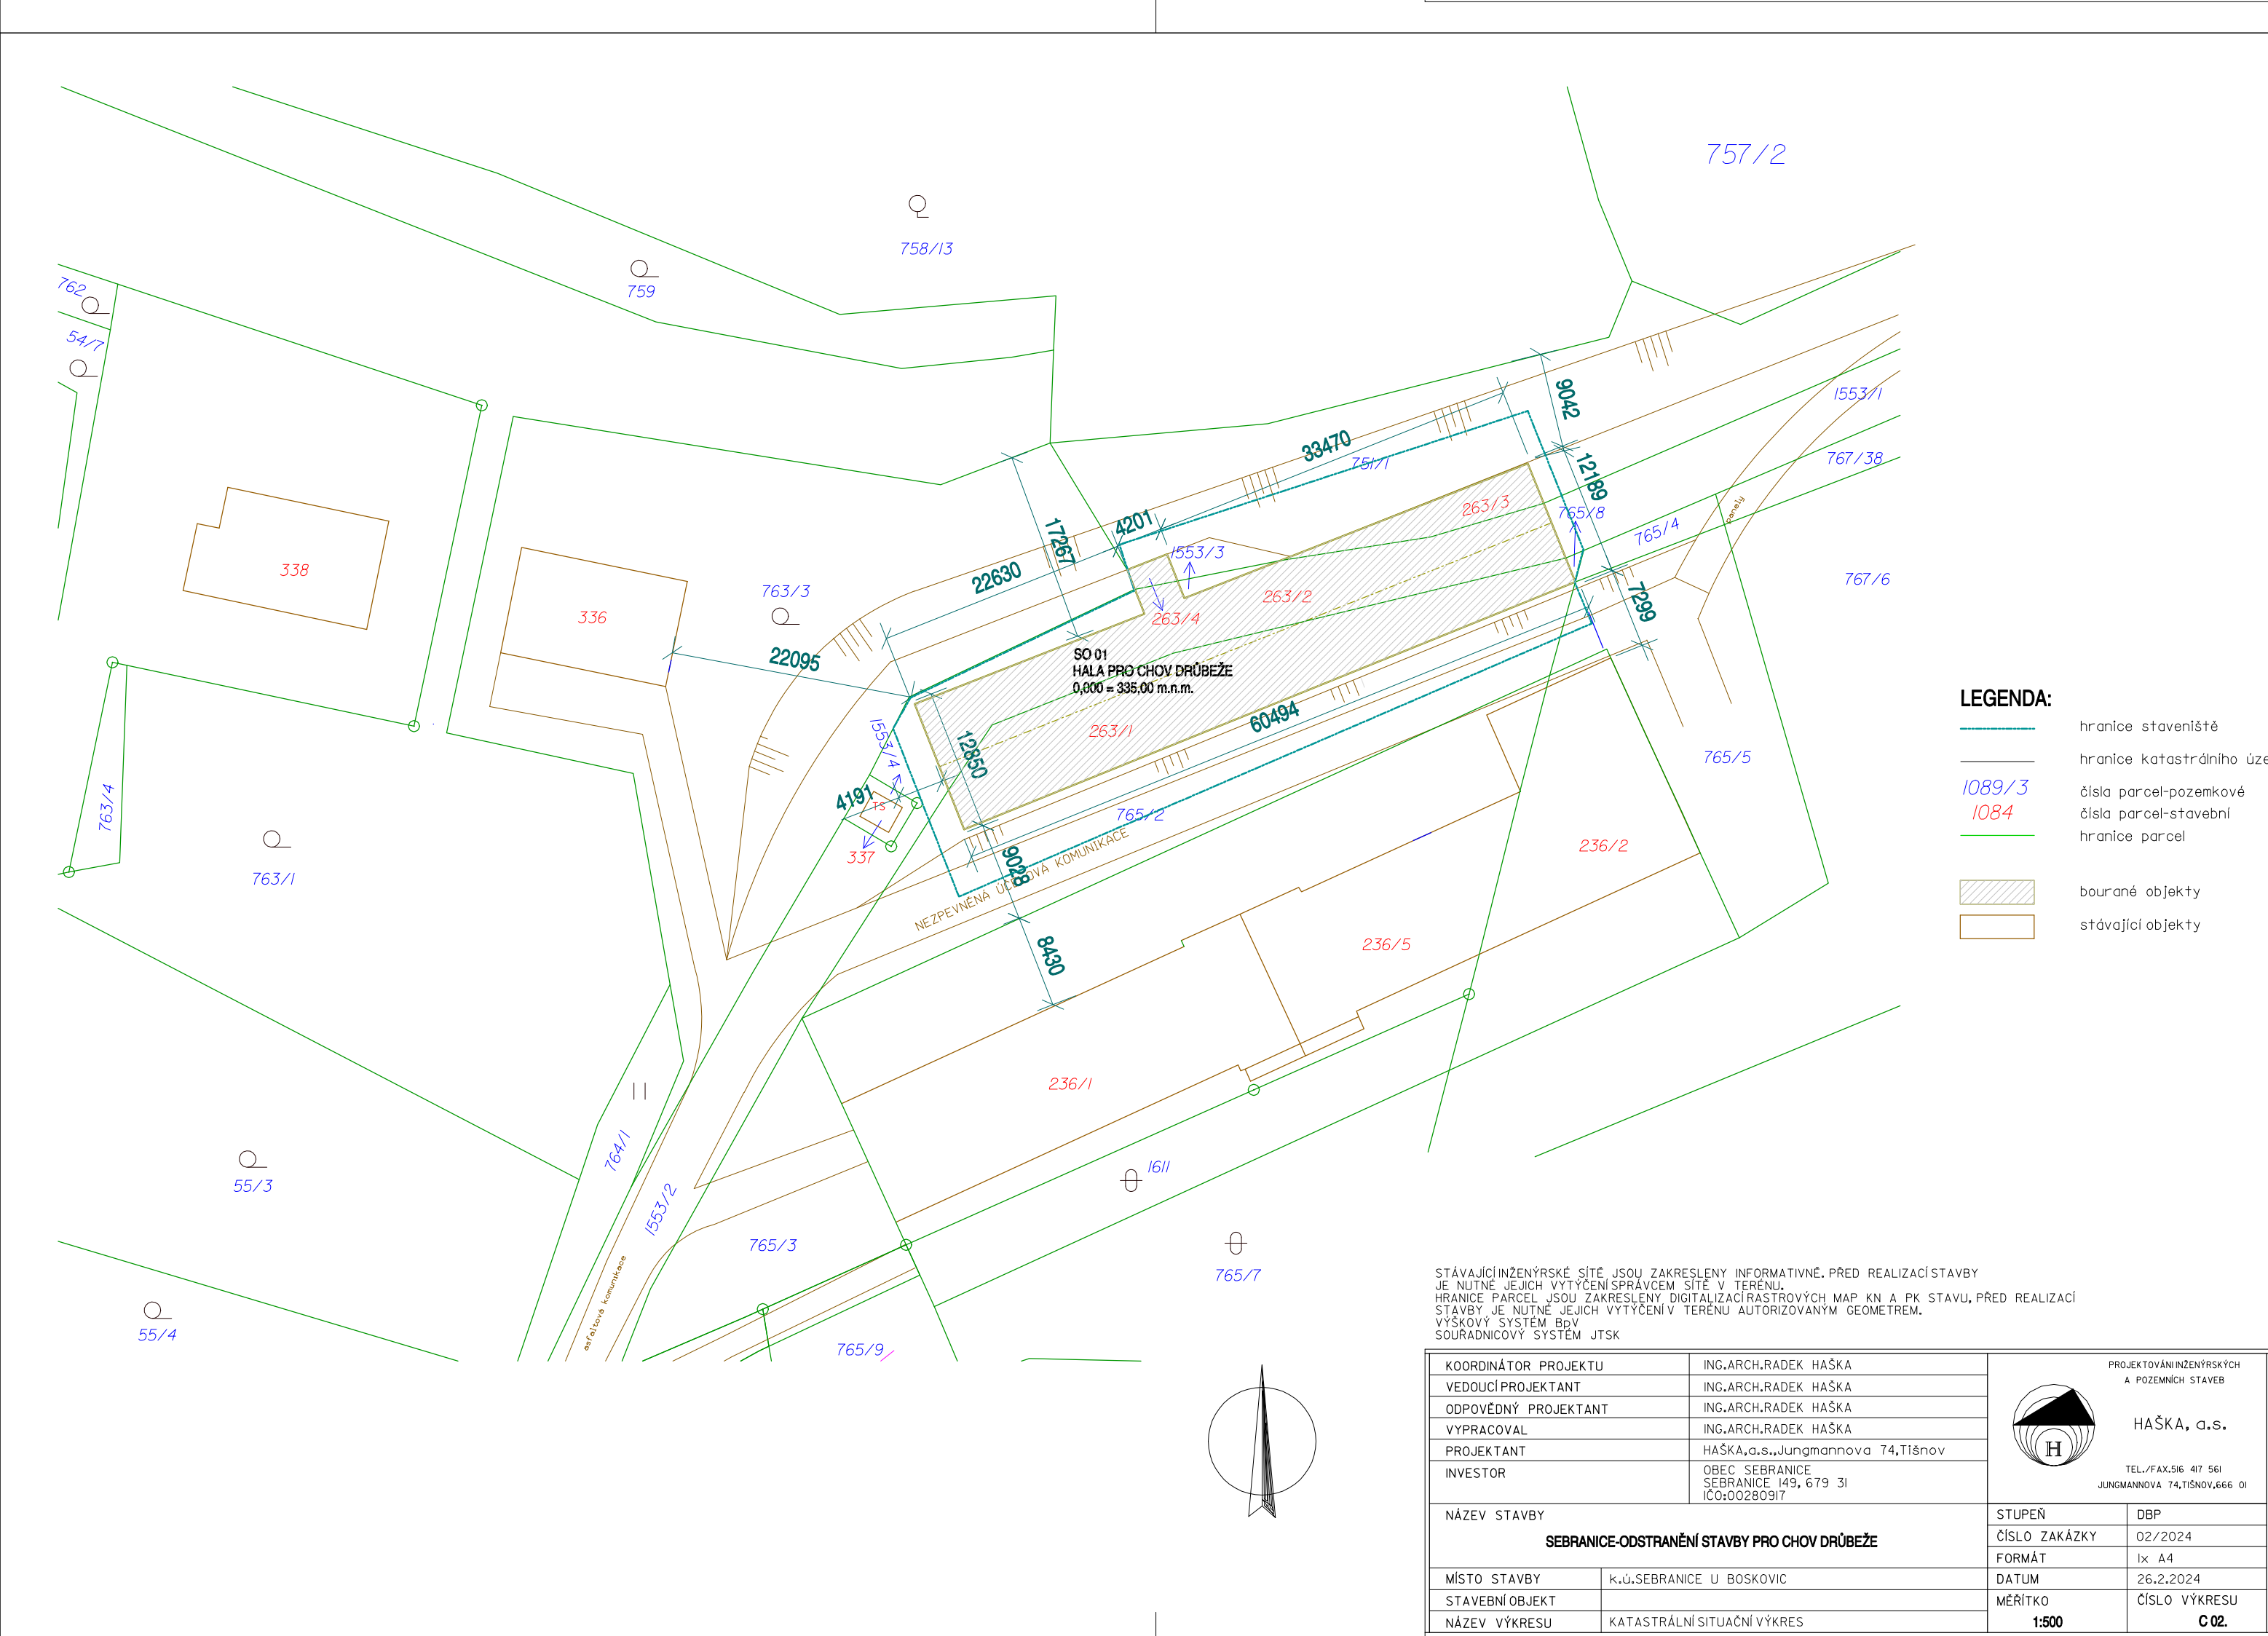 757/2
758/13
759
762
54/7
1553/1
9042
33470
751/1
767/38
12189
263/3
765/8
4201
17267
1553/3
765/4
panely
338
22630
767/6
763/3
336
263/2
7299
263/4
22095
SO 01
HALA PRO CHOV DRŮBEŽE
0,000 = 335,00 m.n.m.
60494
263/1
1553/4
12850
765/5
4191
TS
763/4
765/2
337
236/2
9028
NEZPEVNĚNÁ ÚČELOVÁ KOMUNIKACE
763/1
236/5
8430
236/1
764/1
1611
55/3
1553/2
765/3
765/7
asfaltová komunikace
55/4
765/9
LEGENDA:
hranice staveniště
hranice katastrálního úze
1089/3 čísla parcel-pozemkové
1084 čísla parcel-stavební
hranice parcel
bourané objekty
stávající objekty
STÁVAJÍCÍ INŽENÝRSKÉ SÍTĚ JSOU ZAKRESLENY INFORMATIVNĚ. PŘED REALIZACÍ STAVBY
JE NUTNÉ JEJICH VYTÝČENÍ SPRÁVCEM SÍTĚ V TERÉNU.
HRANICE PARCEL JSOU ZAKRESLENY DIGITALIZACÍ RASTROVÝCH MAP KN A PK STAVU, PŘED REALIZACÍ
STAVBY JE NUTNÉ JEJICH VYTÝČENÍ V TERÉNU AUTORIZOVANÝM GEOMETREM.
VÝŠKOVÝ SYSTÉM BpV
SOUŘADNICOVÝ SYSTÉM JTSK
KOORDINÁTOR PROJEKTU ING.ARCH.RADEK HAŠKA
VEDOUCÍ PROJEKTANT ING.ARCH.RADEK HAŠKA
ODPOVĚDNÝ PROJEKTANT ING.ARCH.RADEK HAŠKA
VYPRACOVAL ING.ARCH.RADEK HAŠKA
PROJEKTANT HAŠKA,a.s.,Jungmannova 74,Tišnov
INVESTOR OBEC SEBRANICE
SEBRANICE 149, 679 31
IČO:00280917
PROJEKTOVÁNI INŽENÝRSKÝCH
A POZEMNÍCH STAVEB
HAŠKA, a.s.
H
TEL./FAX.516 417 561
JUNGMANNOVA 74,TIŠNOV,666 01
NÁZEV STAVBY
SEBRANICE-ODSTRANĚNÍ STAVBY PRO CHOV DRŮBEŽE
MÍSTO STAVBY k.ú.SEBRANICE U BOSKOVIC
STAVEBNÍ OBJEKT
NÁZEV VÝKRESU KATASTRÁLNÍ SITUAČNÍ VÝKRES
STUPEŇ DBP
ČÍSLO ZAKÁZKY 02/2024
FORMÁT 1x A4
DATUM 26.2.2024
MĚŘÍTKO ČÍSLO VÝKRESU
1:500 C 02.